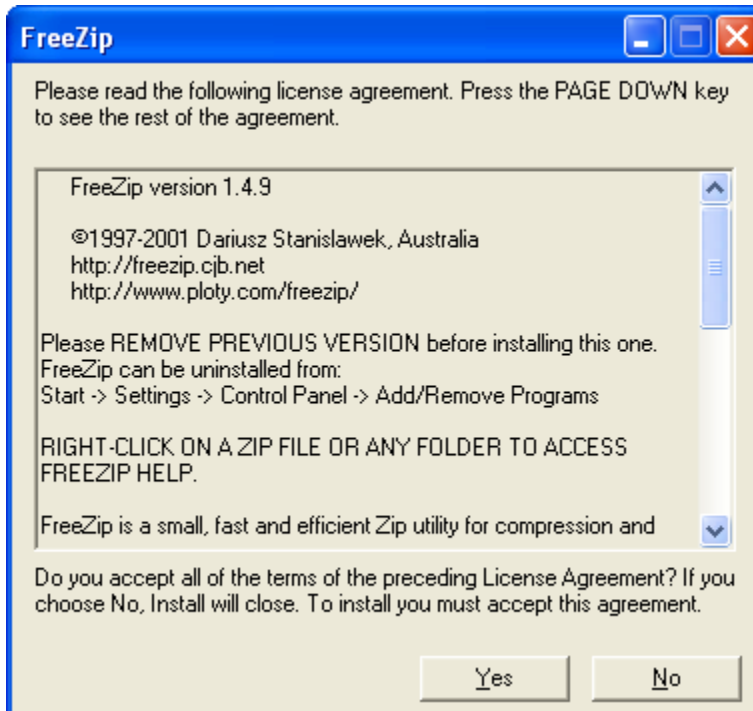 FreeZip
Please read the following license agreement. Press the PAGE DOWN key
to see the rest of the agreement.
FreeZip version 1.4.9
©1997-2001 Dariusz Stanislawek, Australia
http://freezip.cjb.net
http://www.ploty.com/freezip/
Please REMOVE PREVIOUS VERSION before installing this one.
FreeZip can be uninstalled from:
Start -> Settings -> Control Panel -> Add/Remove Programs
RIGHT-CLICK ON A ZIP FILE OR ANY FOLDER TO ACCESS
FREEZIP HELP.
FreeZip is a small, fast and efficient Zip utility for compression and
Do you accept all of the terms of the preceding License Agreement? If you
choose No, Install will close. To install you must accept this agreement.
Yes No